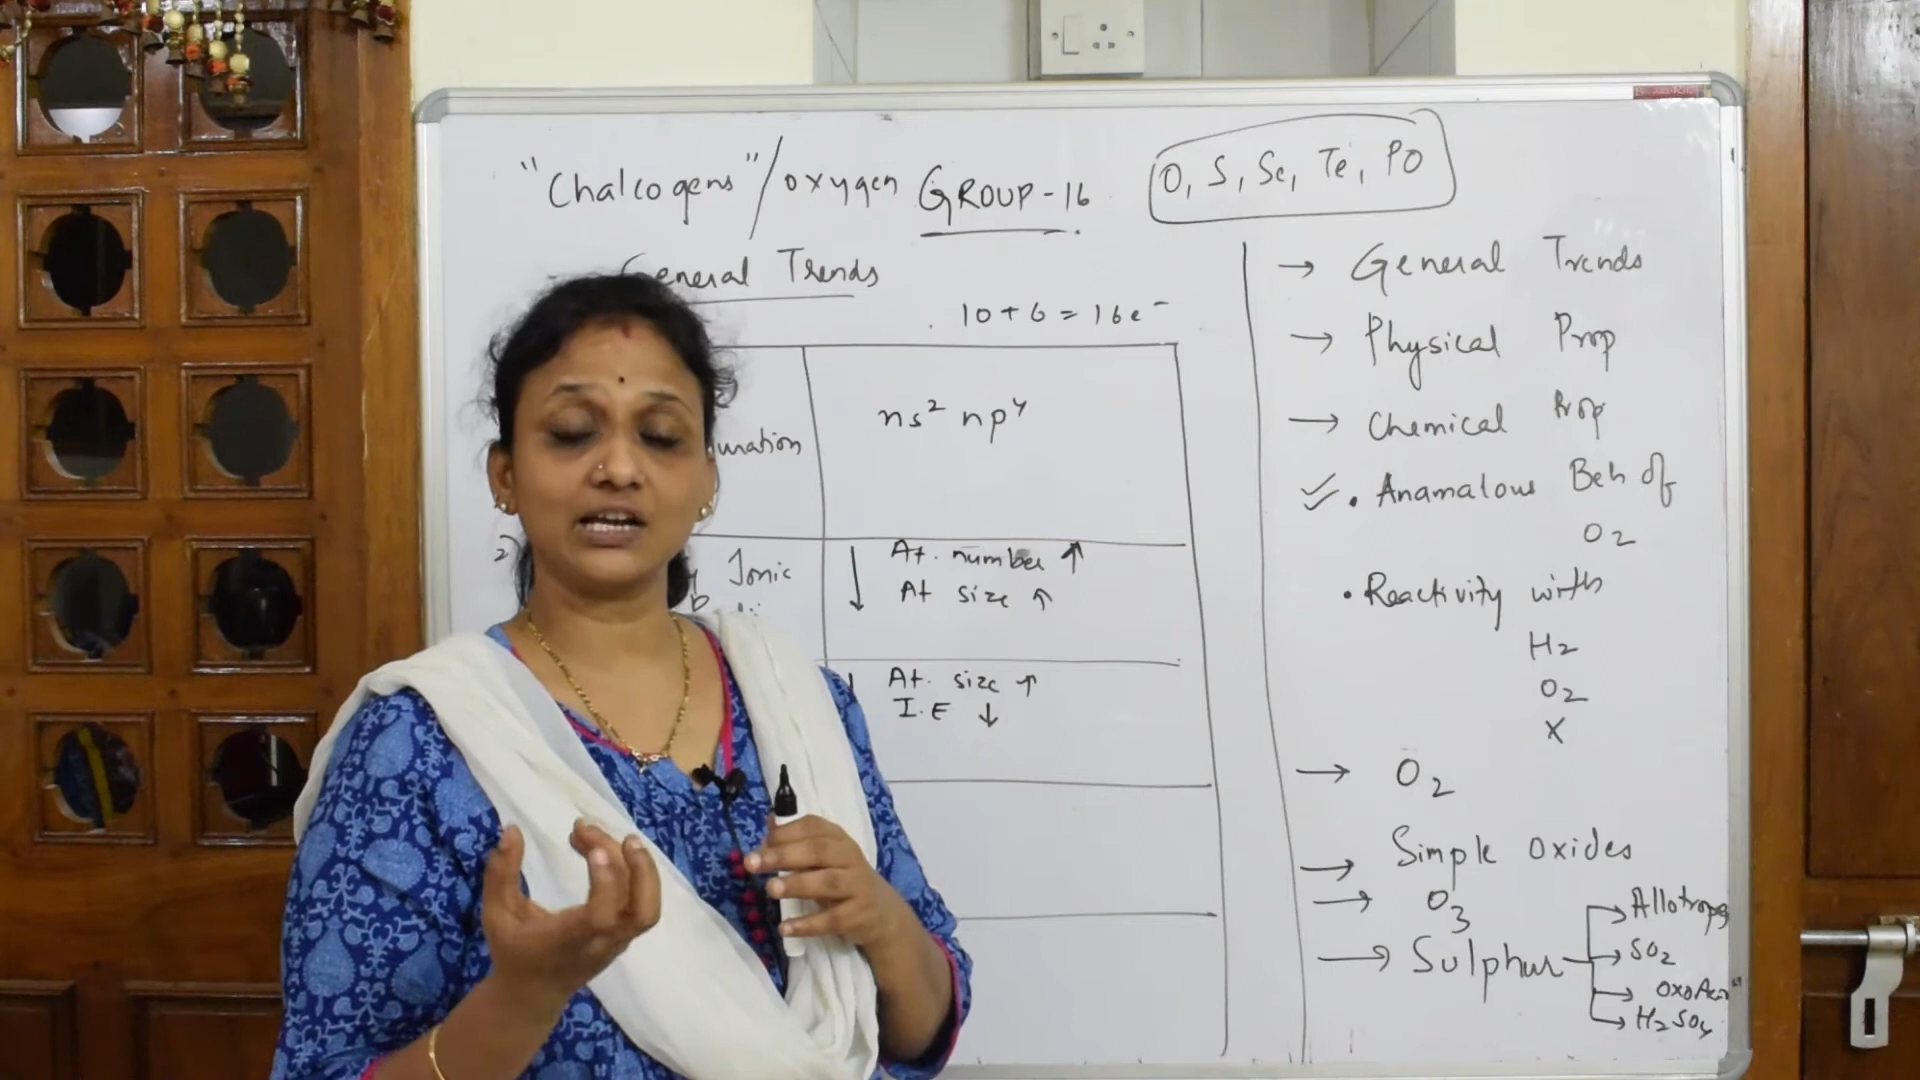 "Chalcogens" / oxygen GROUP-16
O, S, Se, Te, PO
General Trends
10 + 6 = 16e⁻
ns² np⁴
2)
Ionic
At. number ↑
At size ↑
At. size ↑
I.E ↓
→ General Trends
→ Physical Prop
→ Chemical Prop
• Anamalous Beh of
O₂
• Reactivity with
H₂
O₂
X
→ O₂
→ Simple Oxides
→ O₃
→ Sulphur
→ Allotropes
→ SO₂
→ OxoAcid
→ H₂SO₄